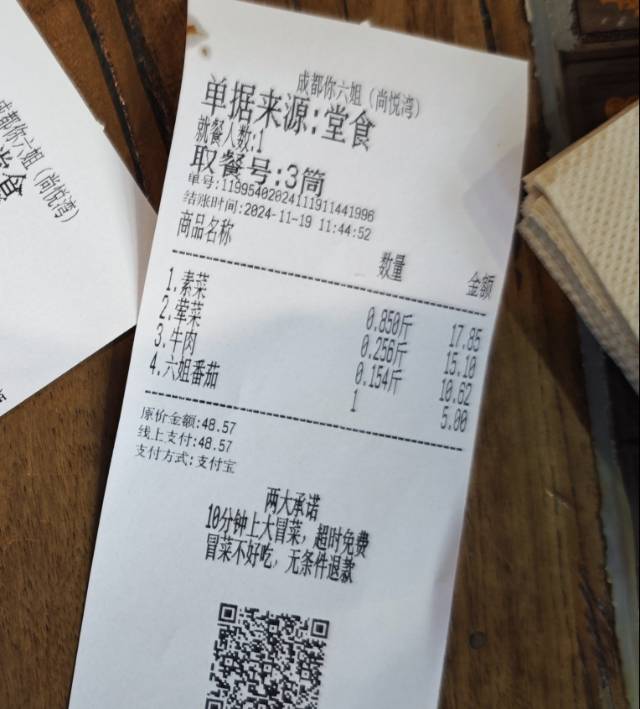 成都你六姐（尚悦湾）
单据来源:堂食
就餐人数:1
取餐号:3筒
单号:1199540202411191144 1996
结账时间:2024-11-19 11:44:52
商品名称 数量 金额
1.素菜 0.850斤 17.85
2.荤菜 0.256斤 15.10
3.牛肉 0.154斤 10.62
4.六姐番茄 1 5.00
原价金额:48.57
线上支付:48.57
支付方式:支付宝
两大承诺
10分钟上大冒菜，超时免费
冒菜不好吃，无条件退款
成都你六姐（尚悦湾）
堂食